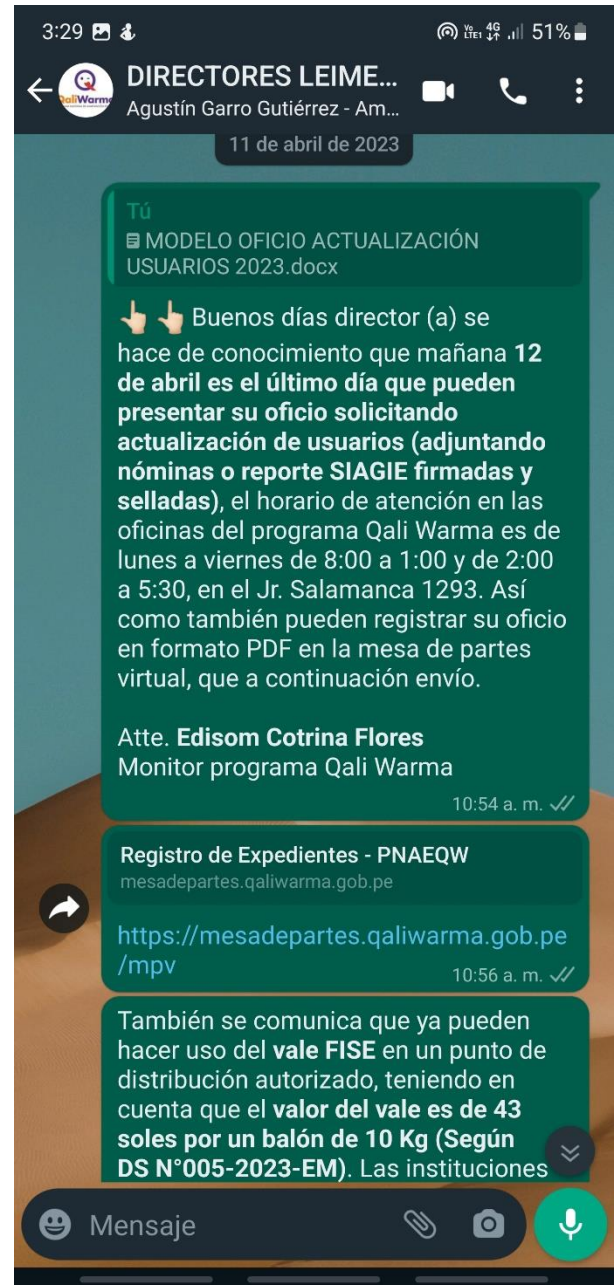 3:29
Vo LTE1 4G 51%
QaliWarma
DIRECTORES LEIME...
Agustín Garro Gutiérrez - Am...
11 de abril de 2023
Tú
MODELO OFICIO ACTUALIZACIÓN
USUARIOS 2023.docx
👆🏻👆🏻 Buenos días director (a) se
hace de conocimiento que mañana 12
de abril es el último día que pueden
presentar su oficio solicitando
actualización de usuarios (adjuntando
nóminas o reporte SIAGIE firmadas y
selladas), el horario de atención en las
oficinas del programa Qali Warma es de
lunes a viernes de 8:00 a 1:00 y de 2:00
a 5:30, en el Jr. Salamanca 1293. Así
como también pueden registrar su oficio
en formato PDF en la mesa de partes
virtual, que a continuación envío.
Atte. Edisom Cotrina Flores
Monitor programa Qali Warma
10:54 a. m.
Registro de Expedientes - PNAEQW
mesadepartes.qaliwarma.gob.pe
https://mesadepartes.qaliwarma.gob.pe
/mpv
10:56 a. m.
También se comunica que ya pueden
hacer uso del vale FISE en un punto de
distribución autorizado, teniendo en
cuenta que el valor del vale es de 43
soles por un balón de 10 Kg (Según
DS N°005-2023-EM). Las instituciones
Mensaje